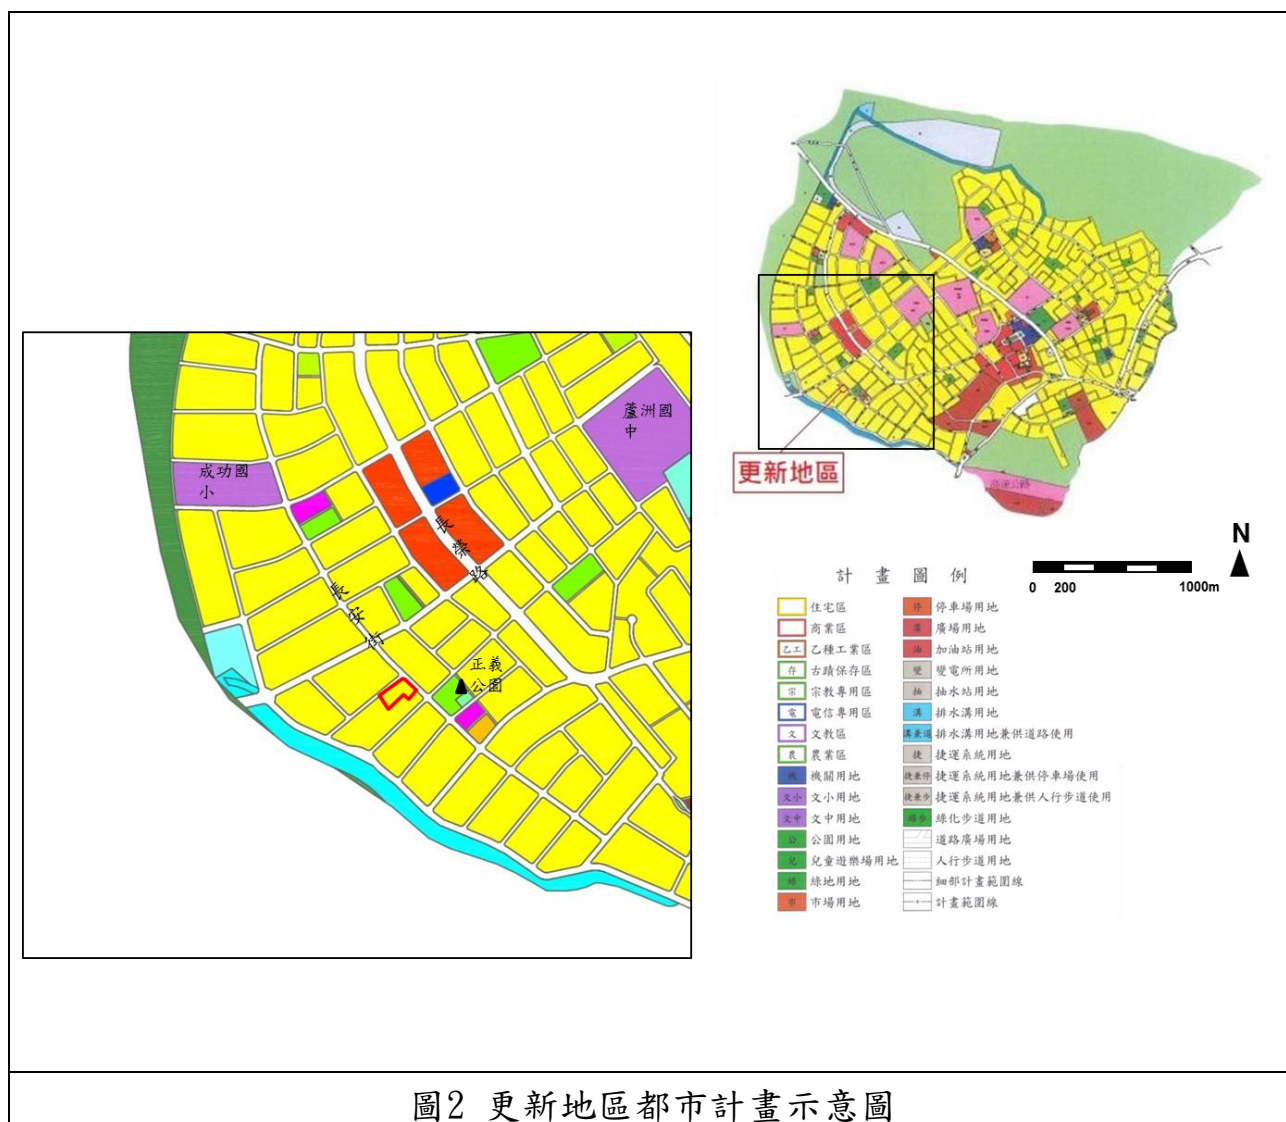 更新地區
蘆洲國
中
成功國
小
長榮路
長安街
正義
公園
N
0 200 1000m
計畫圖例
住宅區
商業區
乙工 乙種工業區
存 古蹟保存區
宗 宗教專用區
電 電信專用區
文 文教區
農 農業區
機 機關用地
文小 文小用地
文中 文中用地
公 公園用地
兒 兒童遊樂場用地
綠 綠地用地
市 市場用地
停 停車場用地
廣 廣場用地
油 加油站用地
變 變電所用地
抽 抽水站用地
溝 排水溝用地
溝兼道 排水溝用地兼供道路使用
捷 捷運系統用地
捷兼停 捷運系統用地兼供停車場使用
捷兼步 捷運系統用地兼供人行步道使用
綠步 綠化步道用地
道路廣場用地
人行步道用地
細部計畫範圍線
計畫範圍線
圖2 更新地區都市計畫示意圖